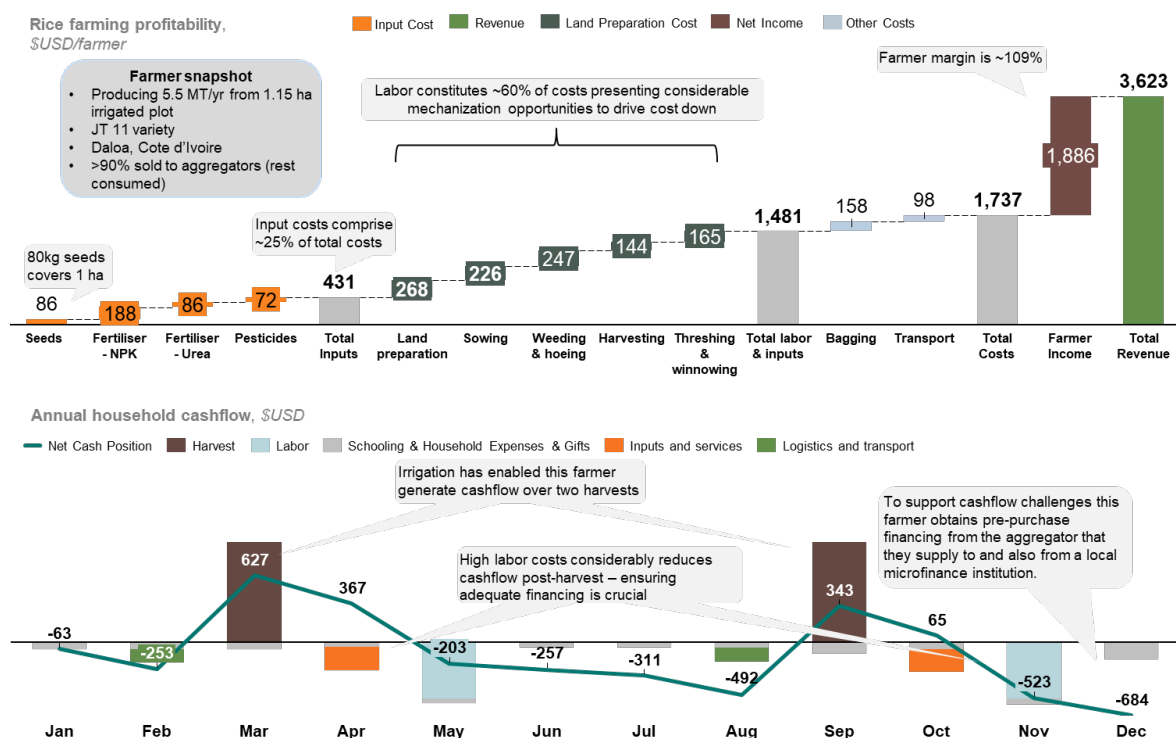 Rice farming profitability,
$USD/farmer
Input Cost
Revenue
Land Preparation Cost
Net Income
Other Costs
Farmer snapshot
• Producing 5.5 MT/yr from 1.15 ha
irrigated plot
• JT 11 variety
• Daloa, Cote d'Ivoire
• >90% sold to aggregators (rest
consumed)
Labor constitutes ~60% of costs presenting considerable
mechanization opportunities to drive cost down
Farmer margin is ~109%
Input costs comprise
~25% of total costs
80kg seeds
covers 1 ha
86
188
86
72
431
268
226
247
144
165
1,481
158
98
1,737
1,886
3,623
Seeds
Fertiliser
- NPK
Fertiliser
- Urea
Pesticides
Total
Inputs
Land
preparation
Sowing
Weeding
& hoeing
Harvesting
Threshing
&
winnowing
Total labor
& inputs
Bagging
Transport
Total
Costs
Farmer
Income
Total
Revenue
Annual household cashflow, $USD
Net Cash Position
Harvest
Labor
Schooling & Household Expenses & Gifts
Inputs and services
Logistics and transport
Irrigation has enabled this farmer
generate cashflow over two harvests
High labor costs considerably reduces
cashflow post-harvest – ensuring
adequate financing is crucial
To support cashflow challenges this
farmer obtains pre-purchase
financing from the aggregator that
they supply to and also from a local
microfinance institution.
-63
-253
627
367
-203
-257
-311
-492
343
65
-523
-684
Jan
Feb
Mar
Apr
May
Jun
Jul
Aug
Sep
Oct
Nov
Dec